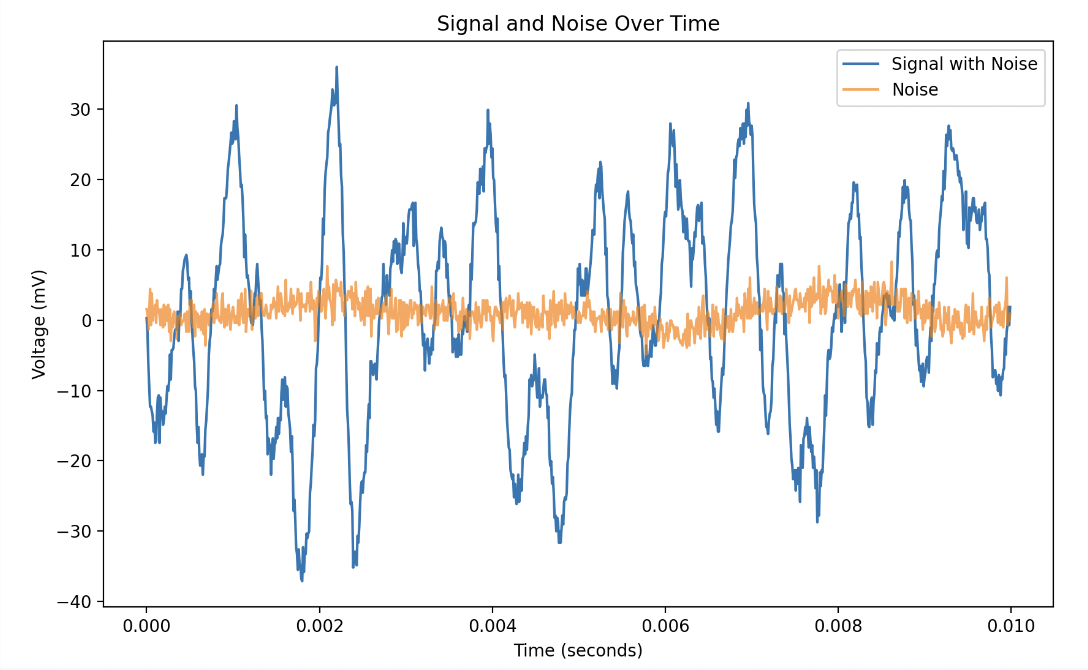 Signal and Noise Over Time
Signal with Noise
Noise
Voltage (mV)
30
20
10
0
−10
−20
−30
−40
0.000 0.002 0.004 0.006 0.008 0.010
Time (seconds)